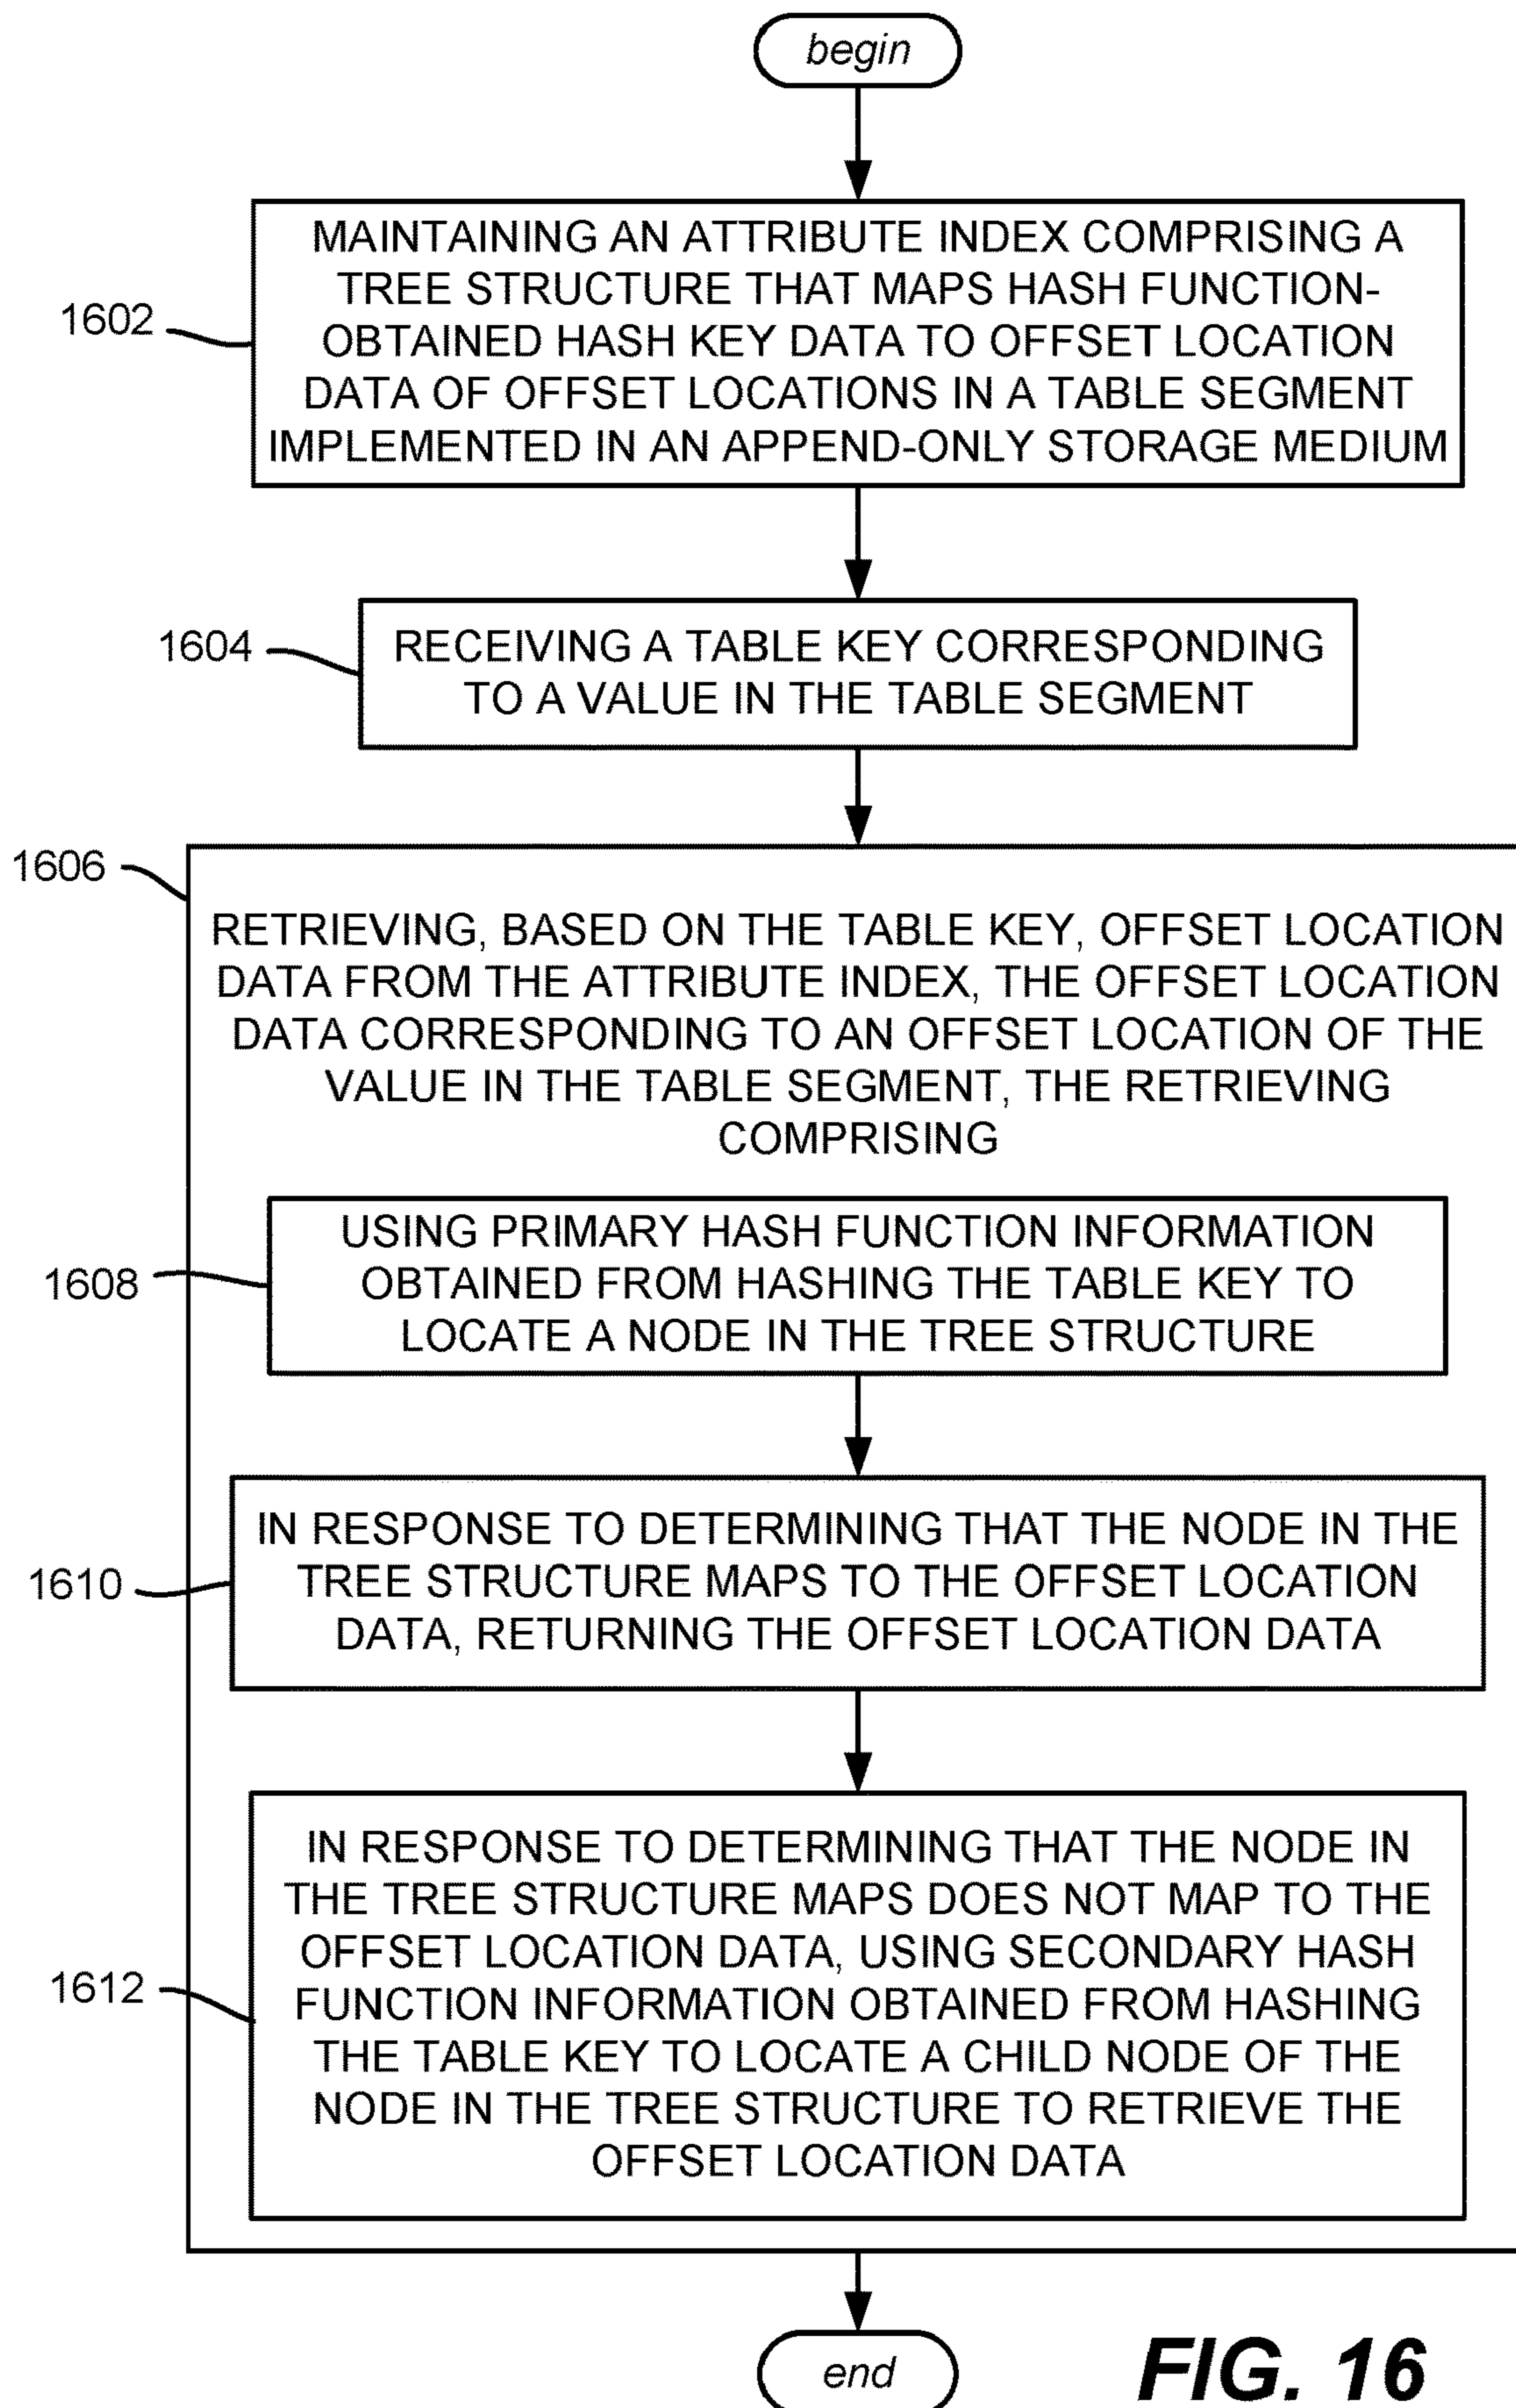 begin
1602
MAINTAINING AN ATTRIBUTE INDEX COMPRISING A
TREE STRUCTURE THAT MAPS HASH FUNCTION-
OBTAINED HASH KEY DATA TO OFFSET LOCATION
DATA OF OFFSET LOCATIONS IN A TABLE SEGMENT
IMPLEMENTED IN AN APPEND-ONLY STORAGE MEDIUM
1604
RECEIVING A TABLE KEY CORRESPONDING
TO A VALUE IN THE TABLE SEGMENT
1606
RETRIEVING, BASED ON THE TABLE KEY, OFFSET LOCATION
DATA FROM THE ATTRIBUTE INDEX, THE OFFSET LOCATION
DATA CORRESPONDING TO AN OFFSET LOCATION OF THE
VALUE IN THE TABLE SEGMENT, THE RETRIEVING
COMPRISING
1608
USING PRIMARY HASH FUNCTION INFORMATION
OBTAINED FROM HASHING THE TABLE KEY TO
LOCATE A NODE IN THE TREE STRUCTURE
1610
IN RESPONSE TO DETERMINING THAT THE NODE IN THE
TREE STRUCTURE MAPS TO THE OFFSET LOCATION
DATA, RETURNING THE OFFSET LOCATION DATA
1612
IN RESPONSE TO DETERMINING THAT THE NODE IN
THE TREE STRUCTURE MAPS DOES NOT MAP TO THE
OFFSET LOCATION DATA, USING SECONDARY HASH
FUNCTION INFORMATION OBTAINED FROM HASHING
THE TABLE KEY TO LOCATE A CHILD NODE OF THE
NODE IN THE TREE STRUCTURE TO RETRIEVE THE
OFFSET LOCATION DATA
end
FIG. 16